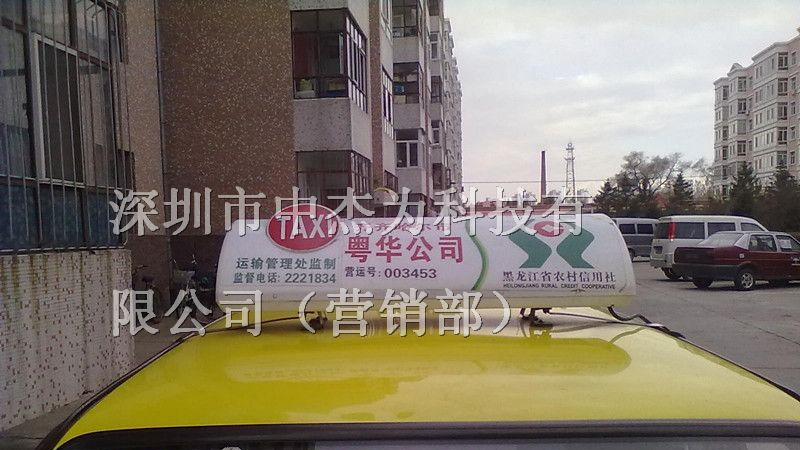 深圳市中杰为科技有
限公司（营销部）
TAXI
粤华公司
运输管理处监制
监督电话: 2221834
营运号: 003453
黑龙江省农村信用社
HEILONGJIANG RURAL CREDIT COOPERATIVE